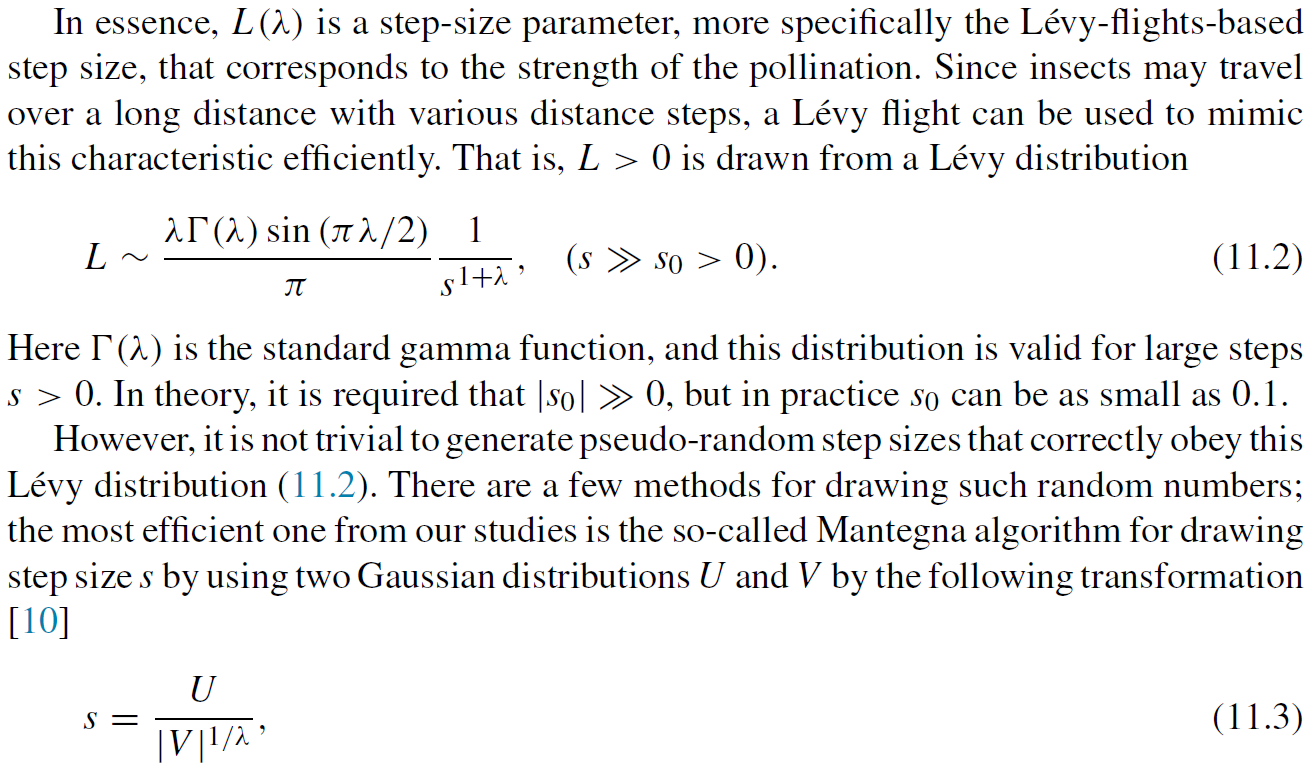 In essence, L(λ) is a step-size parameter, more specifically the Lévy-flights-based
step size, that corresponds to the strength of the pollination. Since insects may travel
over a long distance with various distance steps, a Lévy flight can be used to mimic
this characteristic efficiently. That is, L > 0 is drawn from a Lévy distribution
L ∼ \frac{λΓ(λ) sin (πλ/2)}{π} \frac{1}{s^{1+λ}}, (s ≫ s_0 > 0). (11.2)
Here Γ(λ) is the standard gamma function, and this distribution is valid for large steps
s > 0. In theory, it is required that |s_0| ≫ 0, but in practice s_0 can be as small as 0.1.
However, it is not trivial to generate pseudo-random step sizes that correctly obey this
Lévy distribution (11.2). There are a few methods for drawing such random numbers;
the most efficient one from our studies is the so-called Mantegna algorithm for drawing
step size s by using two Gaussian distributions U and V by the following transformation
[10]
s = \frac{U}{|V|^{1/λ}}, (11.3)